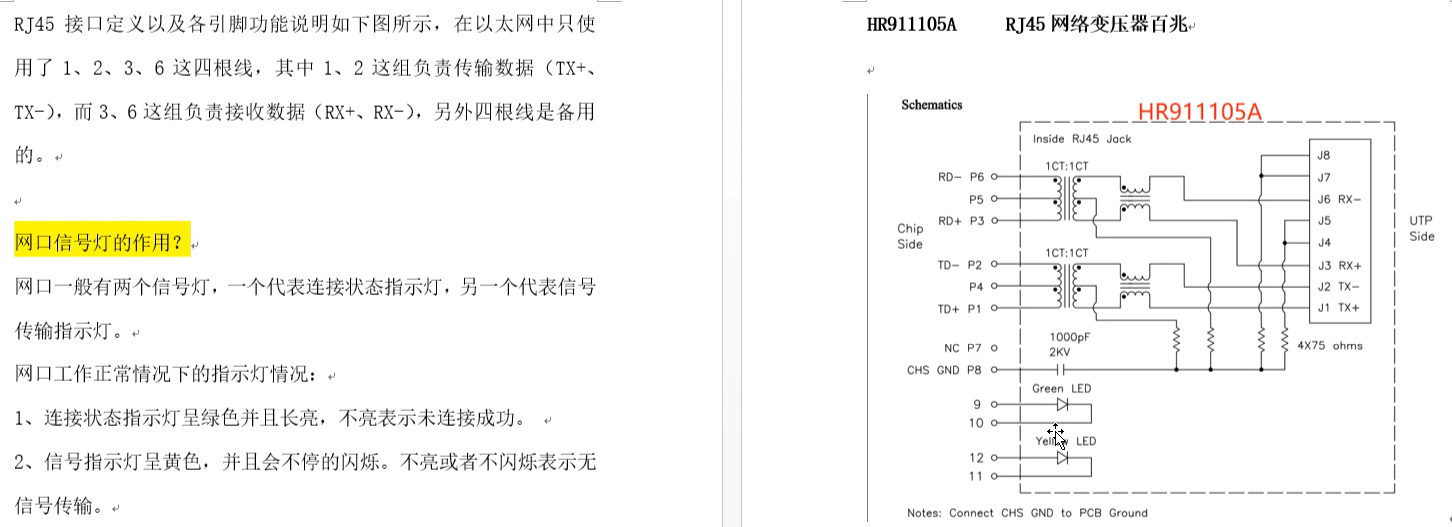 RJ45 接口定义以及各引脚功能说明如下图所示，在以太网中只使
用了 1、2、3、6 这四根线，其中 1、2 这组负责传输数据（TX+、
TX-），而 3、6 这组负责接收数据（RX+、RX-），另外四根线是备用
的。
网口信号灯的作用？
网口一般有两个信号灯，一个代表连接状态指示灯，另一个代表信号
传输指示灯。
网口工作正常情况下的指示灯情况：
1、连接状态指示灯呈绿色并且长亮，不亮表示未连接成功。
2、信号指示灯呈黄色，并且会不停的闪烁。不亮或者不闪烁表示无
信号传输。
HR911105A RJ45 网络变压器百兆
Schematics
HR911105A
Inside RJ45 Jack
1CT:1CT
RD- P6
P5
RD+ P3
Chip
Side
1CT:1CT
TD- P2
P4
TD+ P1
NC P7
1000pF
2KV
CHS GND P8
Green LED
9
10
Yellow LED
12
11
J8
J7
J6 RX-
J5
J4
J3 RX+
J2 TX-
J1 TX+
UTP
Side
4X75 ohms
Notes: Connect CHS GND to PCB Ground